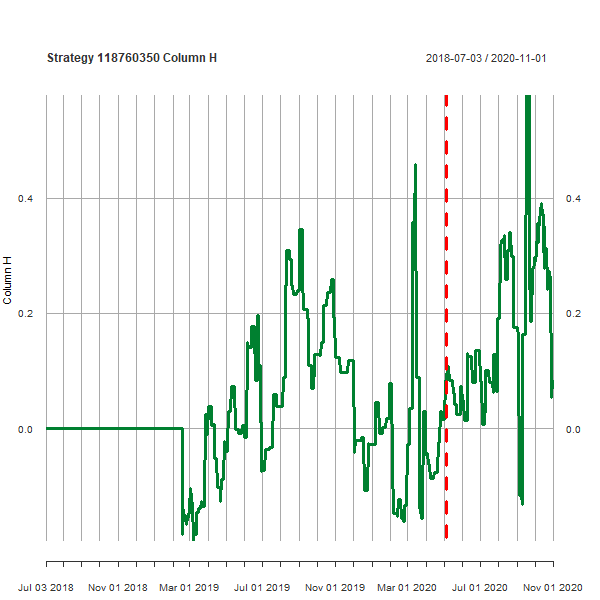 Strategy 118760350 Column H
2018-07-03 / 2020-11-01
Column H
0.4
0.2
0.0
0.4
0.2
0.0
Jul 03 2018
Nov 01 2018
Mar 01 2019
Jul 01 2019
Nov 01 2019
Mar 01 2020
Jul 01 2020
Nov 01 2020